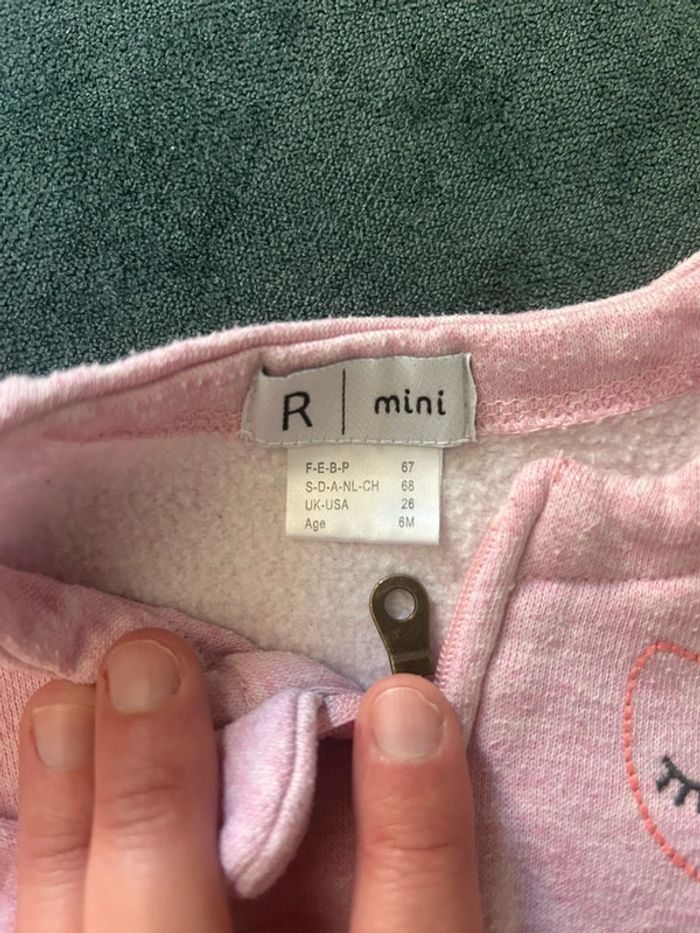 R | mini
F-E-B-P 67
S-D-A-NL-CH 68
UK-USA 26
Age 6M